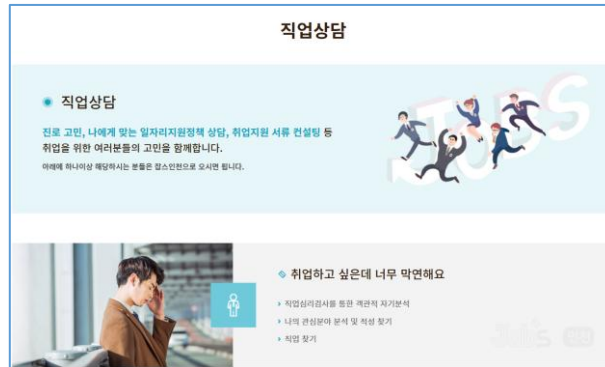 직업상담
직업상담
진로 고민, 나에게 맞는 일자리지원정책 상담, 취업지원 서류 컨설팅 등
취업을 위한 여러분들의 고민을 함께합니다.
아래에 하나이상 해당하시는 분들은 잡스인천으로 오시면 됩니다.
JOBS
취업하고 싶은데 너무 막연해요
직업심리검사를 통한 객관적 자기분석
나의 관심분야 분석 및 적성 찾기
직업 찾기